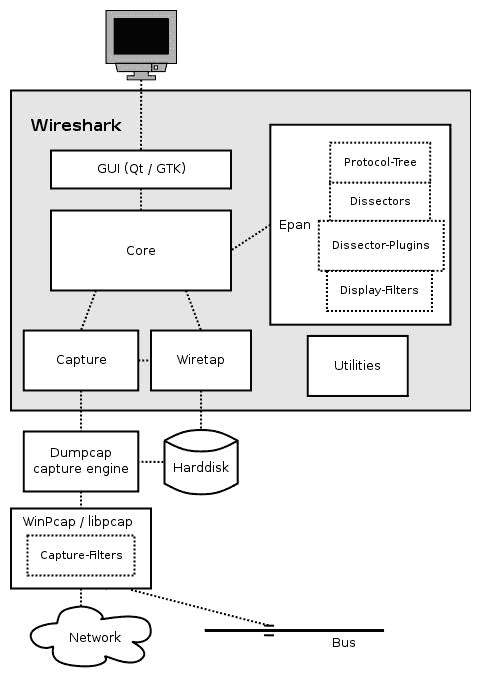 Wireshark
GUI (Qt / GTK)
Core
Epan
Protocol-Tree
Dissectors
Dissector-Plugins
Display-Filters
Capture
Wiretap
Utilities
Dumpcap
capture engine
Harddisk
WinPcap / libpcap
Capture-Filters
Network
Bus